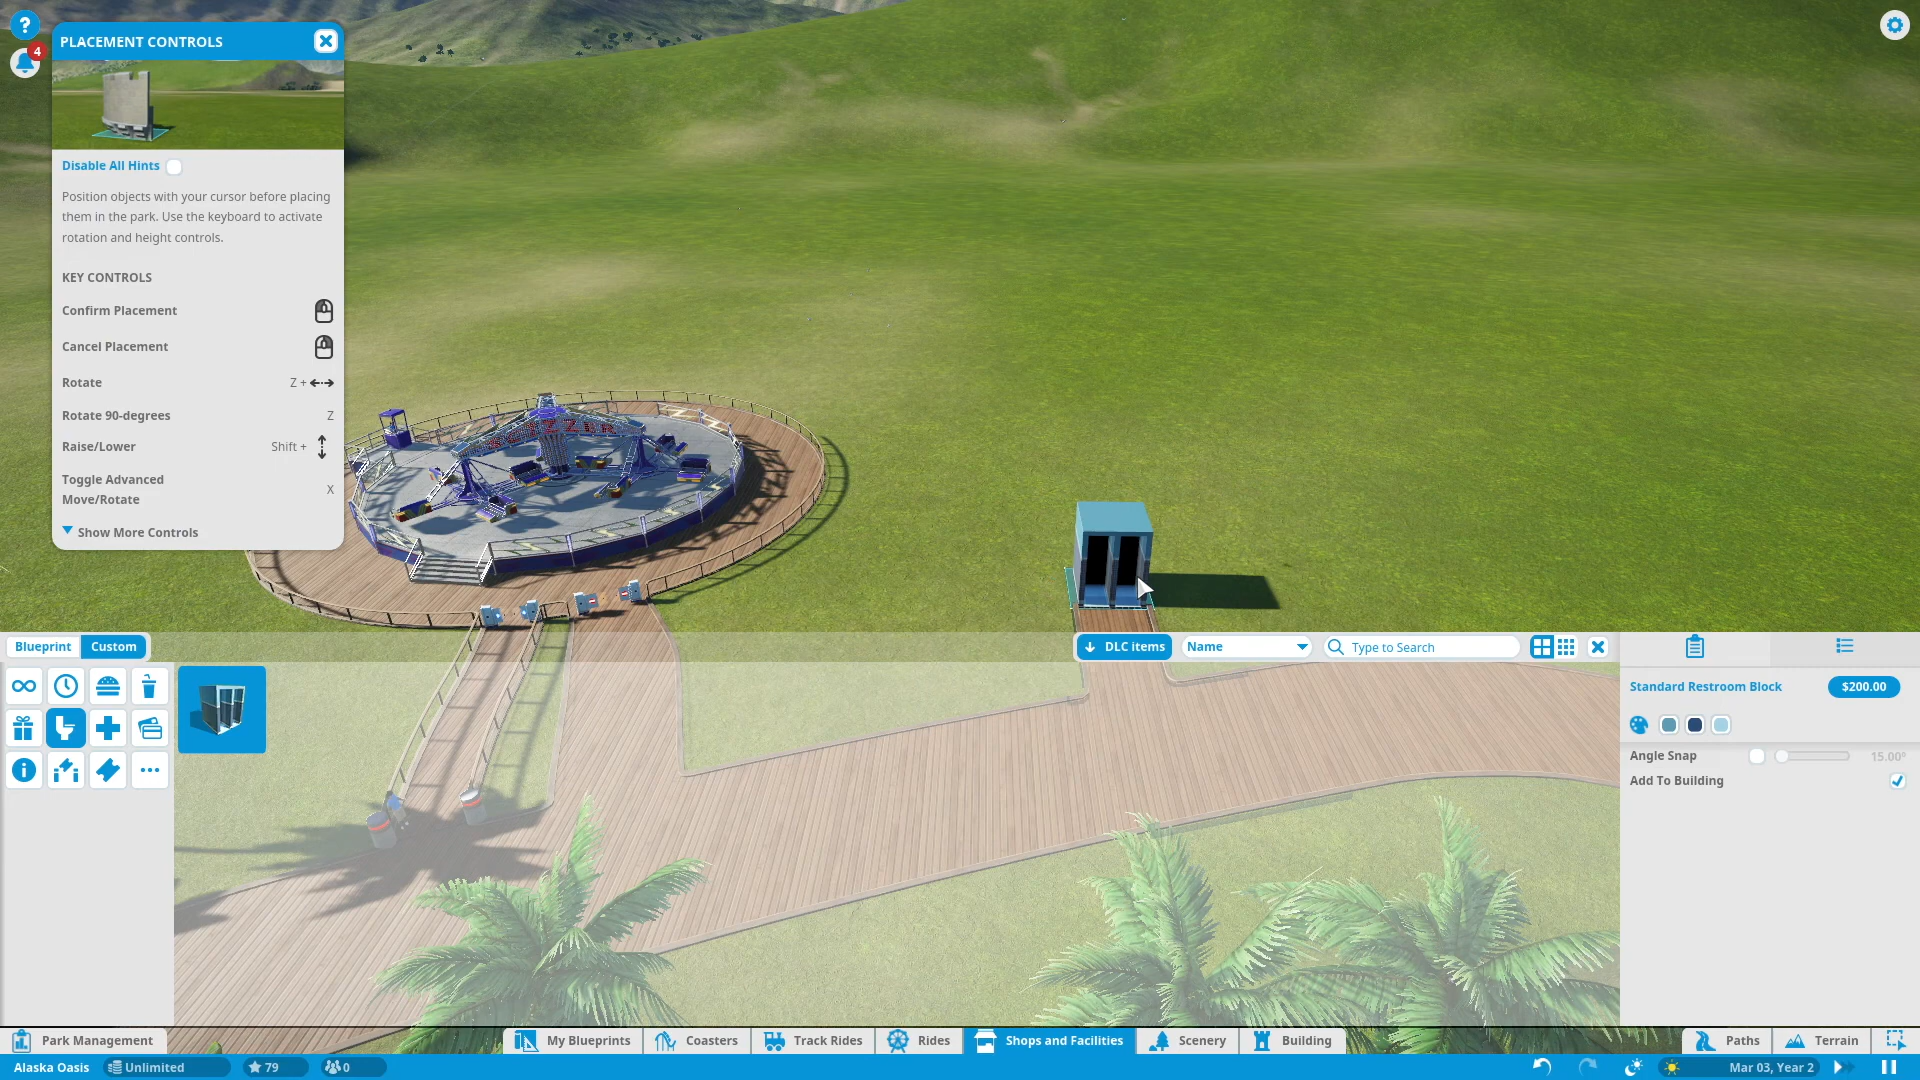 ?
4
PLACEMENT CONTROLS
Disable All Hints
Position objects with your cursor before placing
them in the park. Use the keyboard to activate
rotation and height controls.
KEY CONTROLS
Confirm Placement
Cancel Placement
Rotate Z +
Rotate 90-degrees Z
Raise/Lower Shift +
Toggle Advanced
Move/Rotate X
Show More Controls
Blueprint Custom
DLC items Name Type to Search
Standard Restroom Block $200.00
Angle Snap 15.00°
Add To Building
Park Management My Blueprints Coasters Track Rides Rides Shops and Facilities Scenery Building Paths Terrain
Alaska Oasis Unlimited 79 0 Mar 03, Year 2